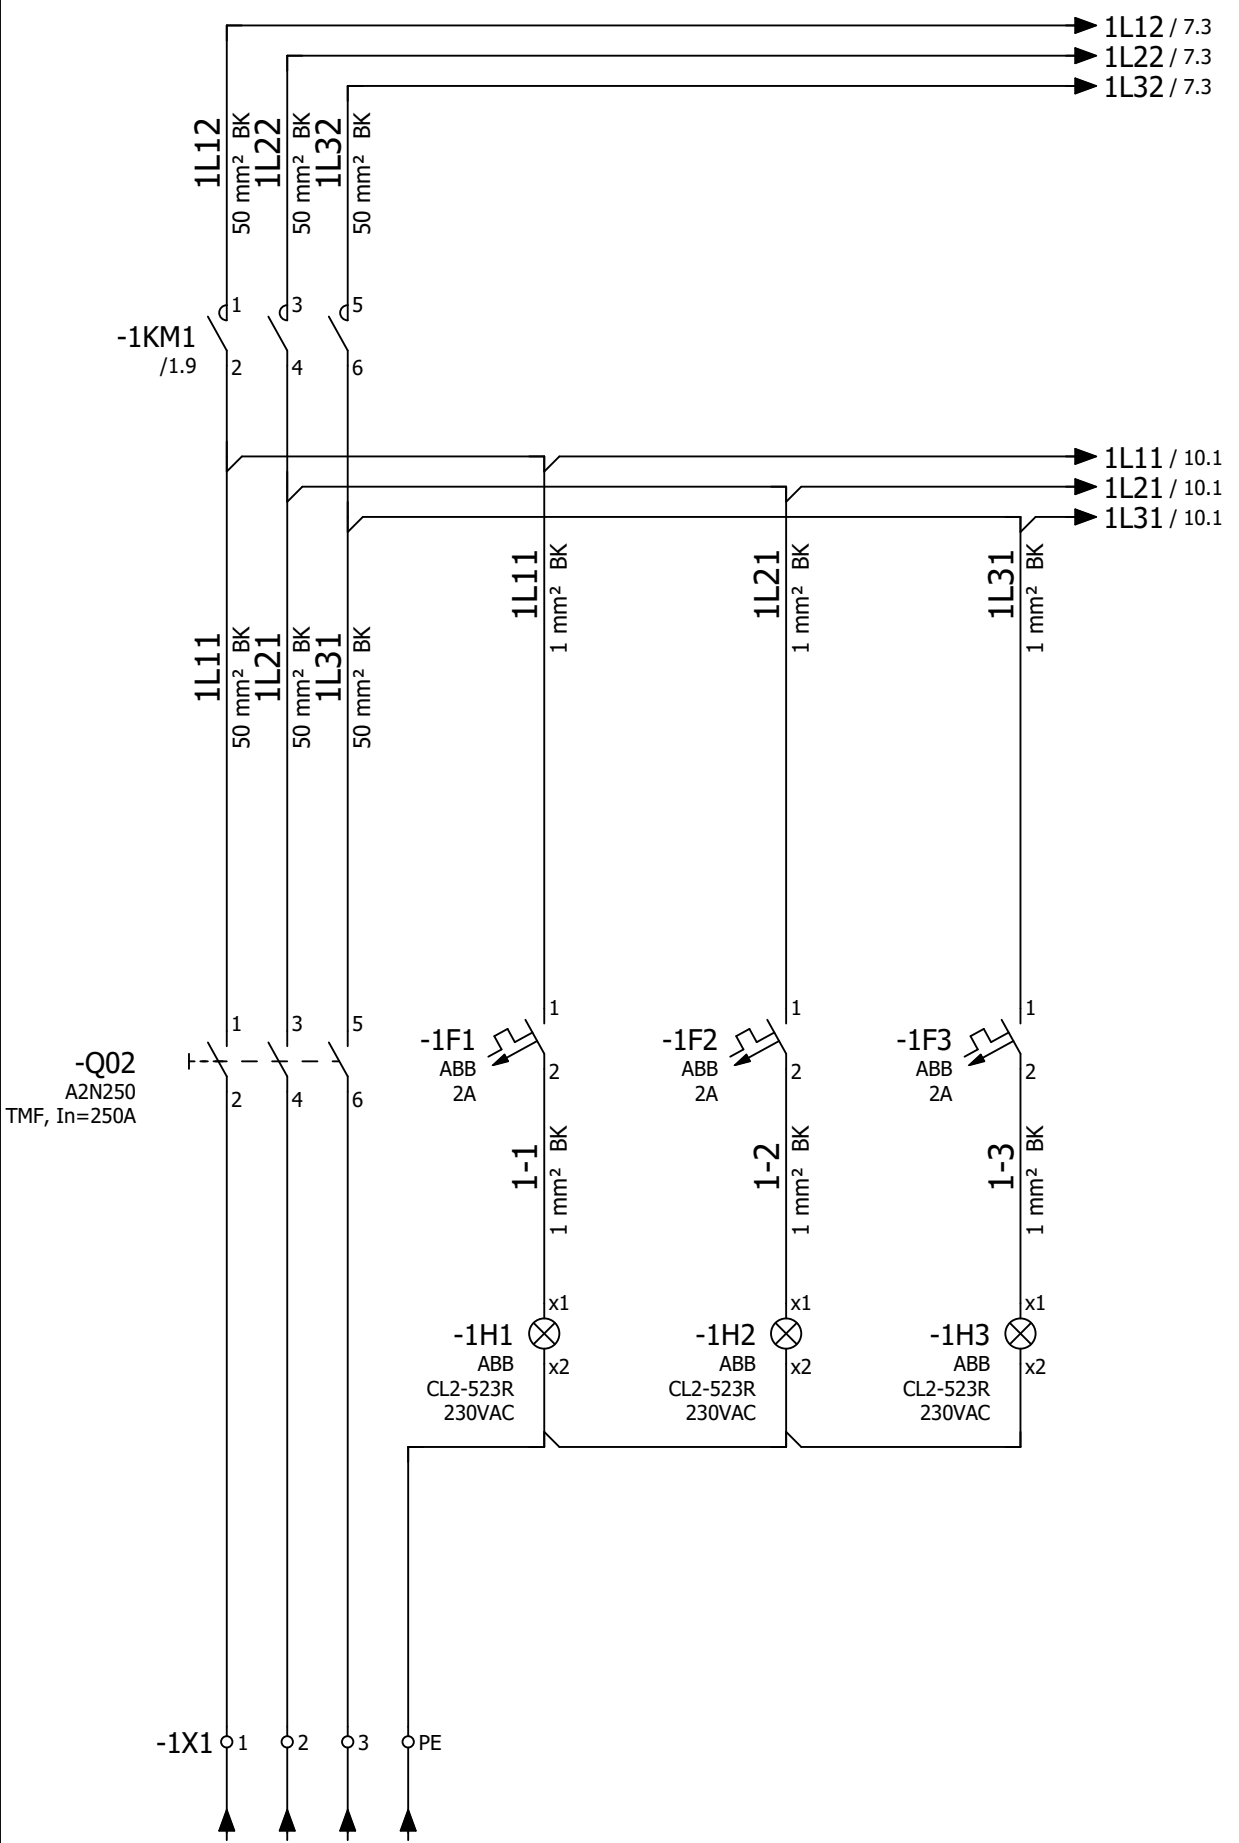 1L12 / 7.3
1L22 / 7.3
1L32 / 7.3
1L12
50 mm² BK
1L22
50 mm² BK
1L32
50 mm² BK
-1KM1
/1.9
1
2
3
4
5
6
1L11 / 10.1
1L21 / 10.1
1L31 / 10.1
1L11
50 mm² BK
1L21
50 mm² BK
1L31
50 mm² BK
1L11
1 mm² BK
1L21
1 mm² BK
1L31
1 mm² BK
-Q02
A2N250
TMF, In=250A
1
2
3
4
5
6
-1F1
ABB
2A
1
2
-1F2
ABB
2A
1
2
-1F3
ABB
2A
1
2
1-1
1 mm² BK
1-2
1 mm² BK
1-3
1 mm² BK
-1H1
ABB
CL2-523R
230VAC
x1
x2
-1H2
ABB
CL2-523R
230VAC
x1
x2
-1H3
ABB
CL2-523R
230VAC
x1
x2
-1X1 1 2 3 PE